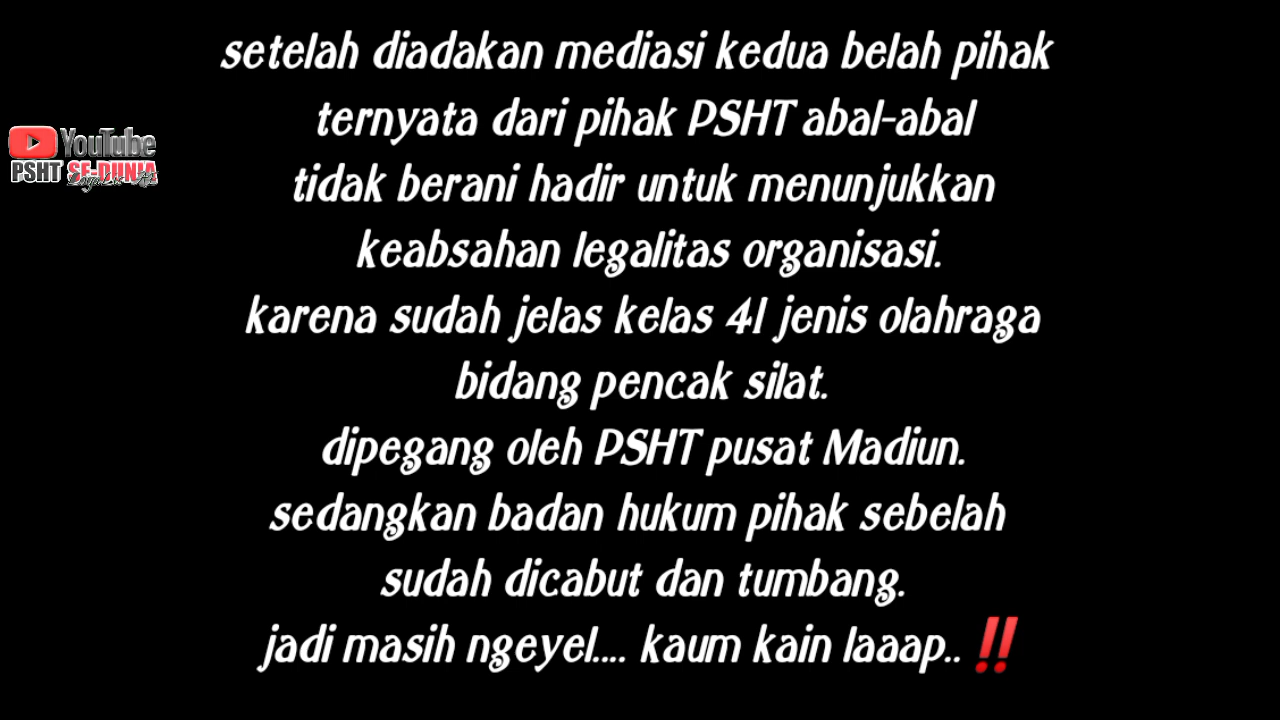 setelah diadakan mediasi kedua belah pihak
ternyata dari pihak PSHT abal-abal
tidak berani hadir untuk menunjukkan
keabsahan legalitas organisasi.
karena sudah jelas kelas 41 jenis olahraga
bidang pencak silat.
dipegang oleh PSHT pusat Madiun.
sedangkan badan hukum pihak sebelah
sudah dicabut dan tumbang.
jadi masih ngeyel.... kaum kain laaap..‼️
YouTube
PSHT SE-DUNIA